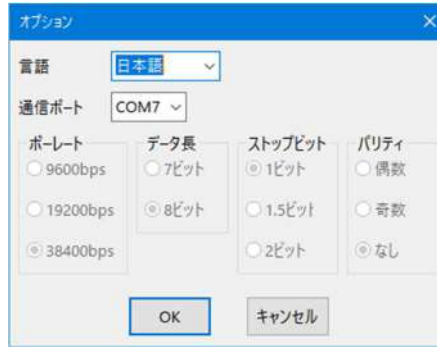 オプション
言語 日本語
通信ポート COM7
ボーレート データ長 ストップビット パリティ
9600bps 7ビット 1ビット 偶数
19200bps 8ビット 1.5ビット 奇数
38400bps 2ビット なし
OK キャンセル